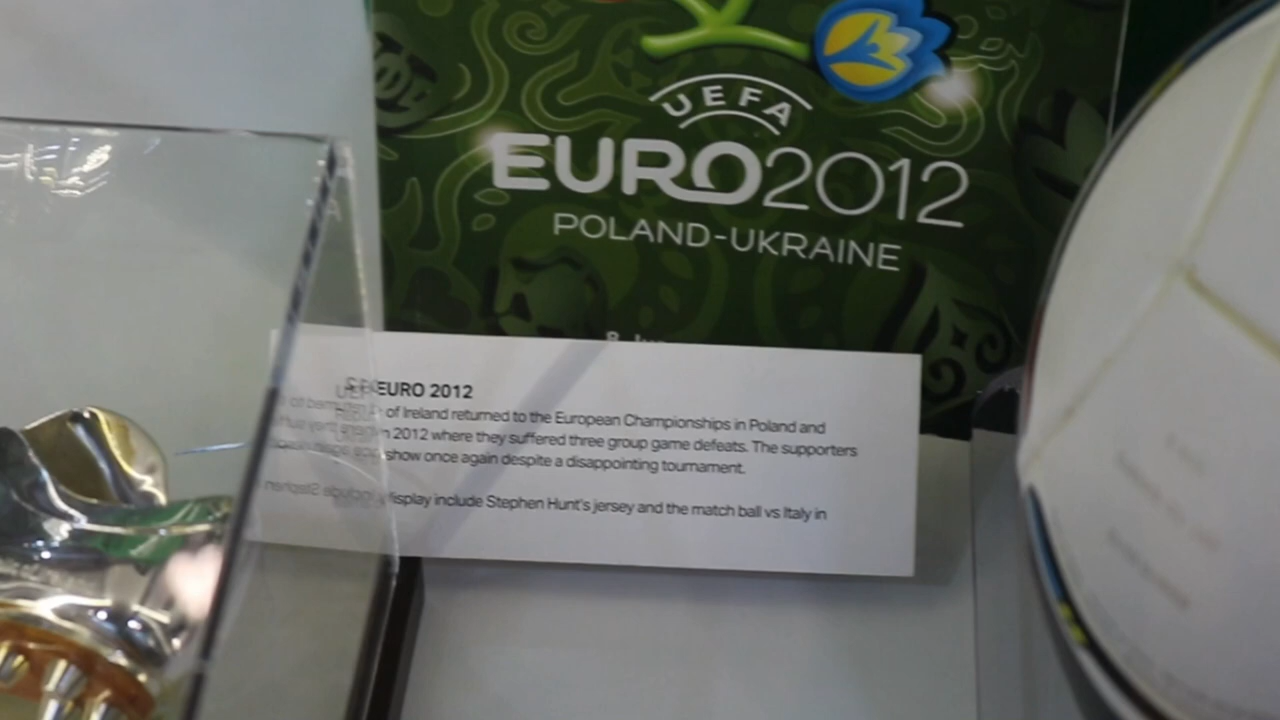 UEFA
EURO2012
POLAND-UKRAINE
EURO 2012
of Ireland returned to the European Championships in Poland and
in 2012 where they suffered three group game defeats. The supporters
show once again despite a disappointing tournament.
display include Stephen Hunt's jersey and the match ball vs Italy in